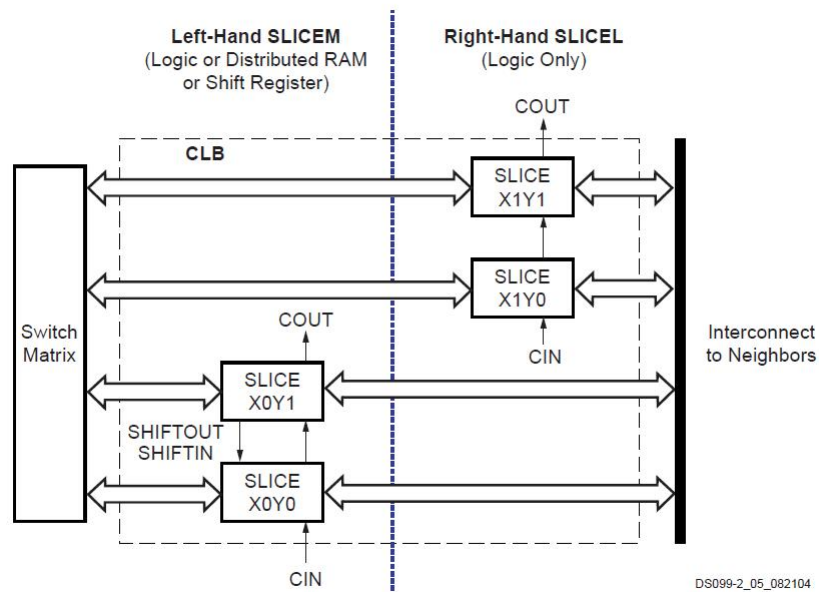 Left-Hand SLICEM
(Logic or Distributed RAM
or Shift Register)
Right-Hand SLICEL
(Logic Only)
COUT
CLB
SLICE
X1Y1
SLICE
X1Y0
Switch
Matrix
COUT
CIN
Interconnect
to Neighbors
SLICE
X0Y1
SHIFTOUT
SHIFTIN
SLICE
X0Y0
CIN
DS099-2_05_082104